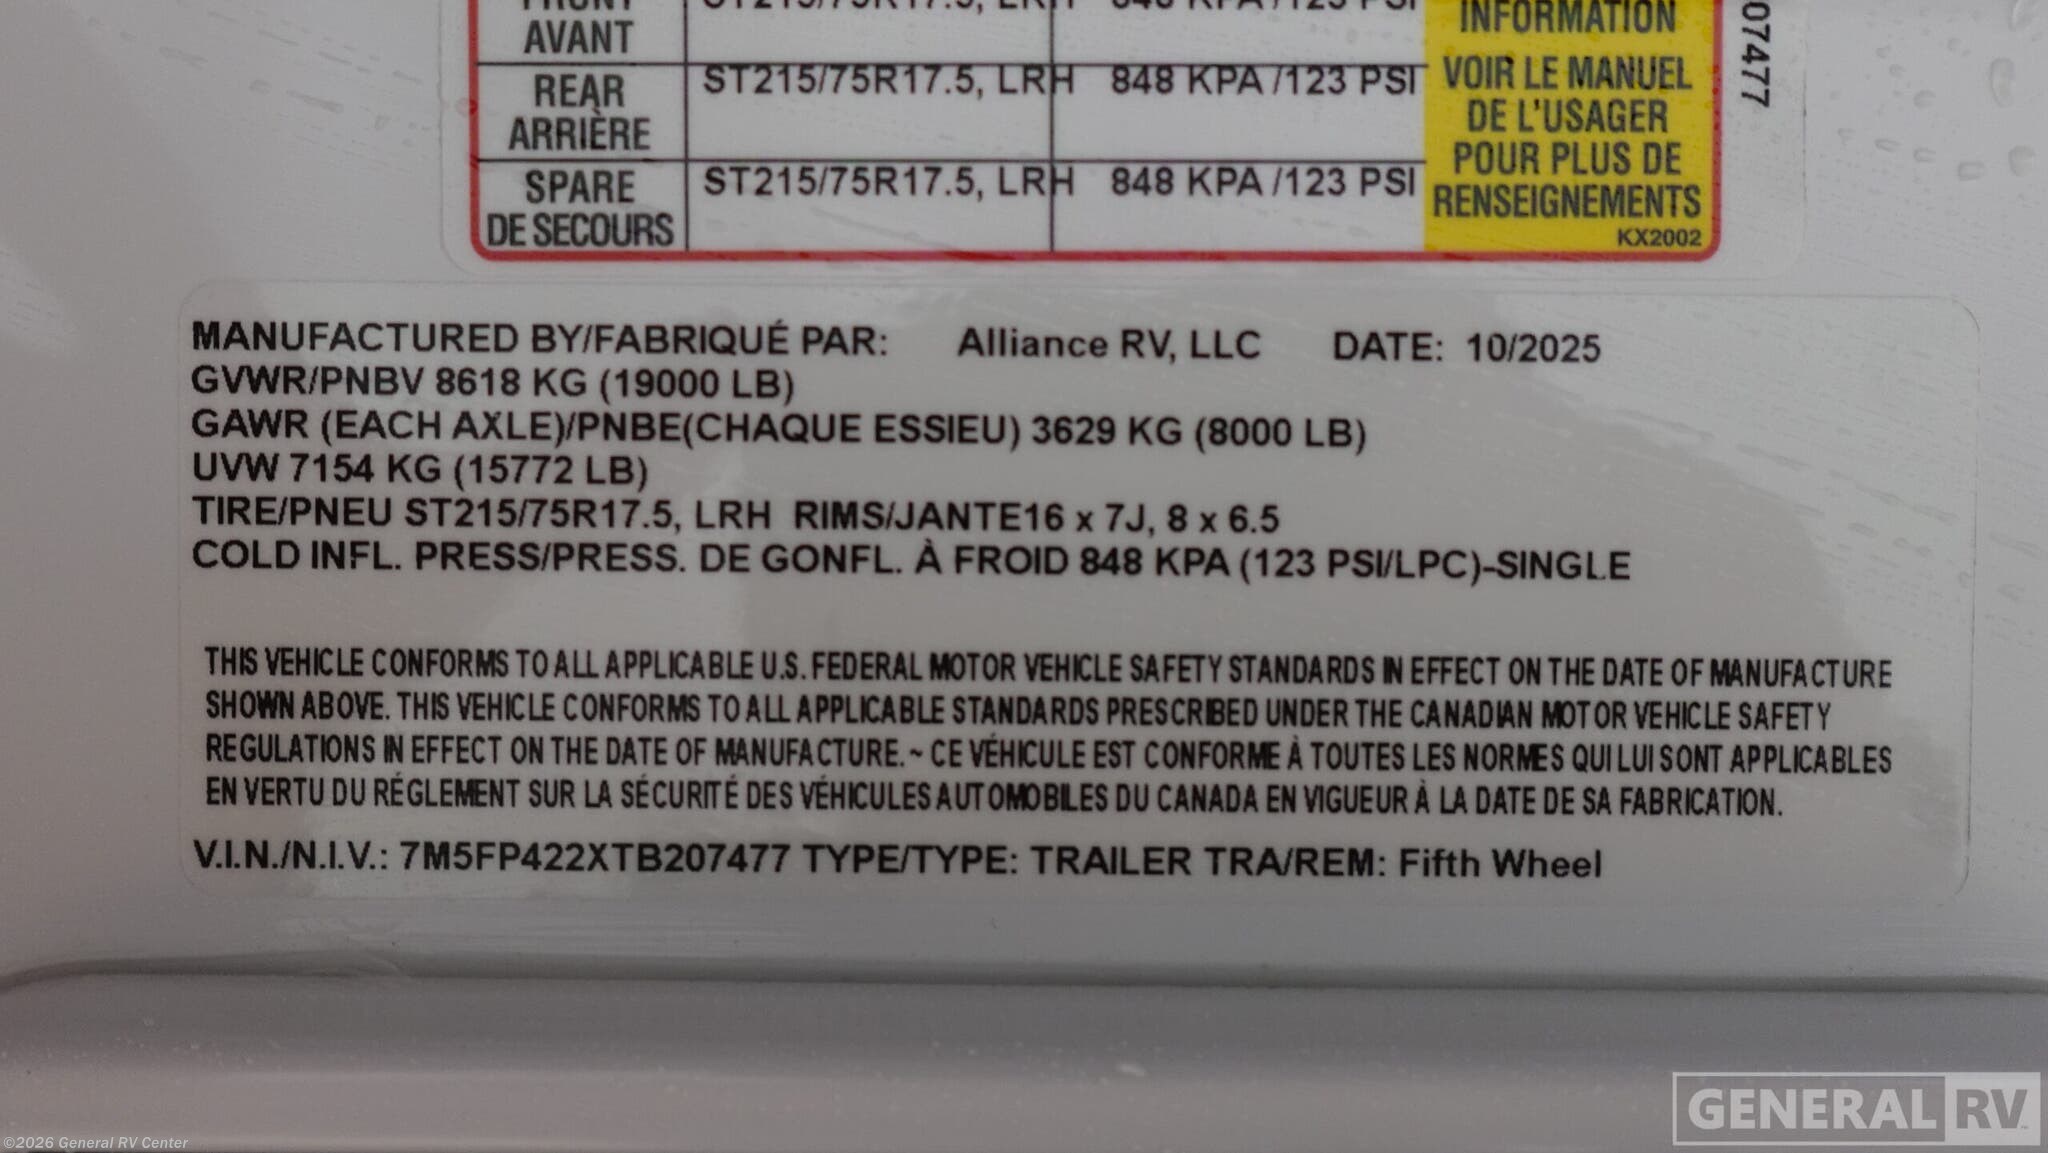 FRONT ST215/75R17.5, LRH 848 KPA /123 PSI
AVANT
REAR ST215/75R17.5, LRH 848 KPA /123 PSI
ARRIÈRE
SPARE ST215/75R17.5, LRH 848 KPA /123 PSI
DE SECOURS
INFORMATION
VOIR LE MANUEL
DE L'USAGER
POUR PLUS DE
RENSEIGNEMENTS
KX2002
07477
MANUFACTURED BY/FABRIQUÉ PAR: Alliance RV, LLC DATE: 10/2025
GVWR/PNBV 8618 KG (19000 LB)
GAWR (EACH AXLE)/PNBE(CHAQUE ESSIEU) 3629 KG (8000 LB)
UVW 7154 KG (15772 LB)
TIRE/PNEU ST215/75R17.5, LRH RIMS/JANTE16 x 7J, 8 x 6.5
COLD INFL. PRESS/PRESS. DE GONFL. À FROID 848 KPA (123 PSI/LPC)-SINGLE
THIS VEHICLE CONFORMS TO ALL APPLICABLE U.S. FEDERAL MOTOR VEHICLE SAFETY STANDARDS IN EFFECT ON THE DATE OF MANUFACTURE
SHOWN ABOVE. THIS VEHICLE CONFORMS TO ALL APPLICABLE STANDARDS PRESCRIBED UNDER THE CANADIAN MOTOR VEHICLE SAFETY
REGULATIONS IN EFFECT ON THE DATE OF MANUFACTURE. ~ CE VÉHICULE EST CONFORME À TOUTES LES NORMES QUI LUI SONT APPLICABLES
EN VERTU DU RÉGLEMENT SUR LA SÉCURITÉ DES VÉHICULES AUTOMOBILES DU CANADA EN VIGUEUR À LA DATE DE SA FABRICATION.
V.I.N./N.I.V.: 7M5FP422XTB207477 TYPE/TYPE: TRAILER TRA/REM: Fifth Wheel
GENERAL RV
©2026 General RV Center